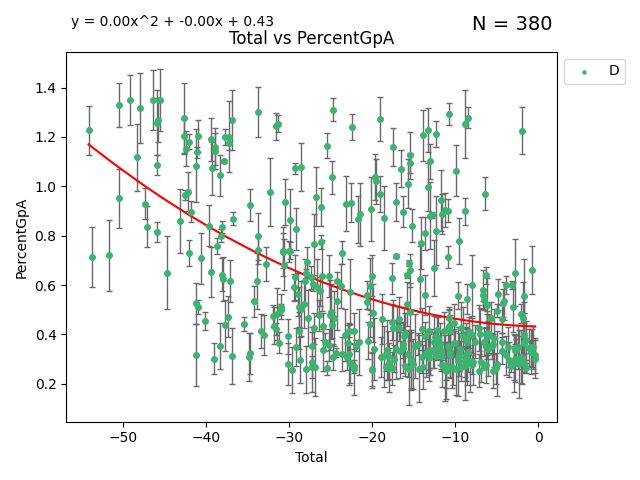 y = 0.00x^2 + -0.00x + 0.43
N = 380
Total vs PercentGpA
D
PercentGpA
1.4
1.2
1.0
0.8
0.6
0.4
0.2
−50
−40
−30
−20
−10
0
Total